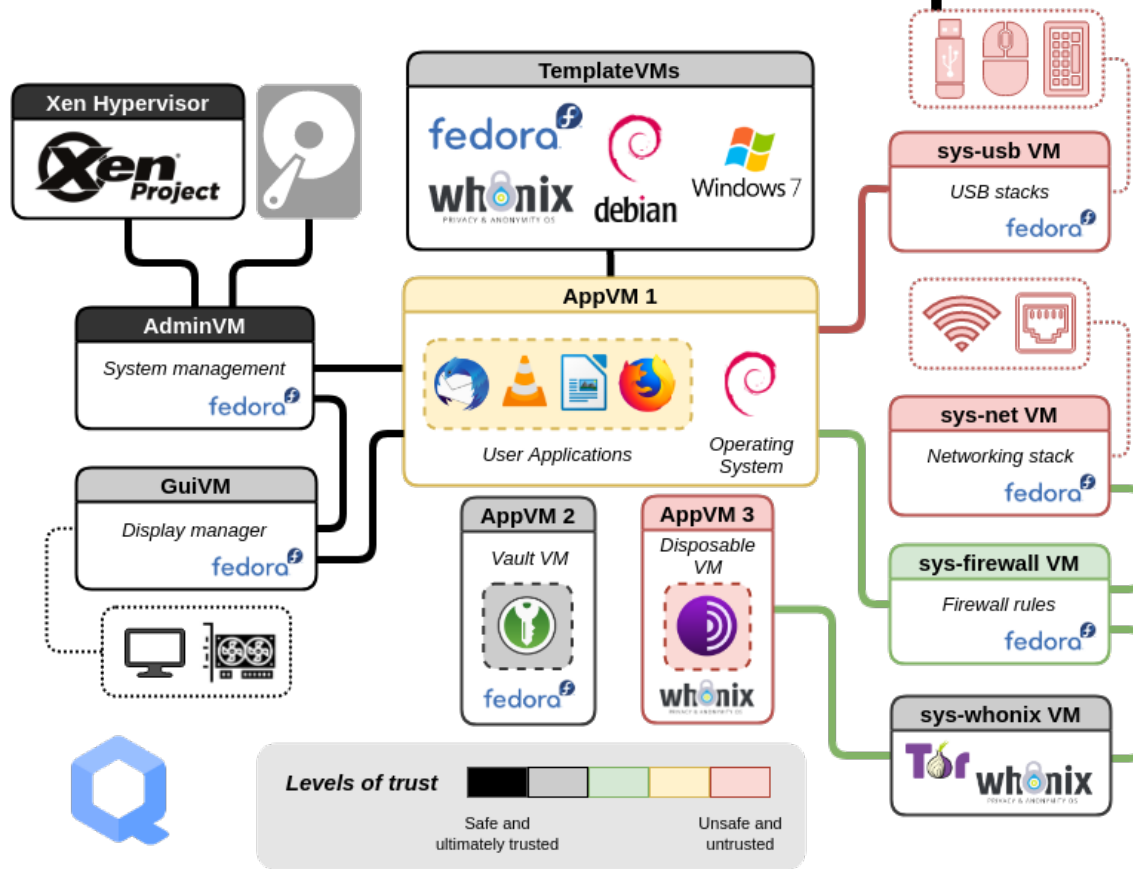 Xen Hypervisor
Xen
Project
TemplateVMs
fedora
whonix
PRIVACY & ANONYMITY OS
debian
Windows 7
sys-usb VM
USB stacks
fedora
AdminVM
System management
fedora
AppVM 1
User Applications
Operating
System
sys-net VM
Networking stack
fedora
GuiVM
Display manager
fedora
AppVM 2
Vault VM
fedora
AppVM 3
Disposable
VM
whonix
PRIVACY & ANONYMITY OS
sys-firewall VM
Firewall rules
fedora
sys-whonix VM
Tor
whonix
PRIVACY & ANONYMITY OS
Levels of trust
Safe and
ultimately trusted
Unsafe and
untrusted